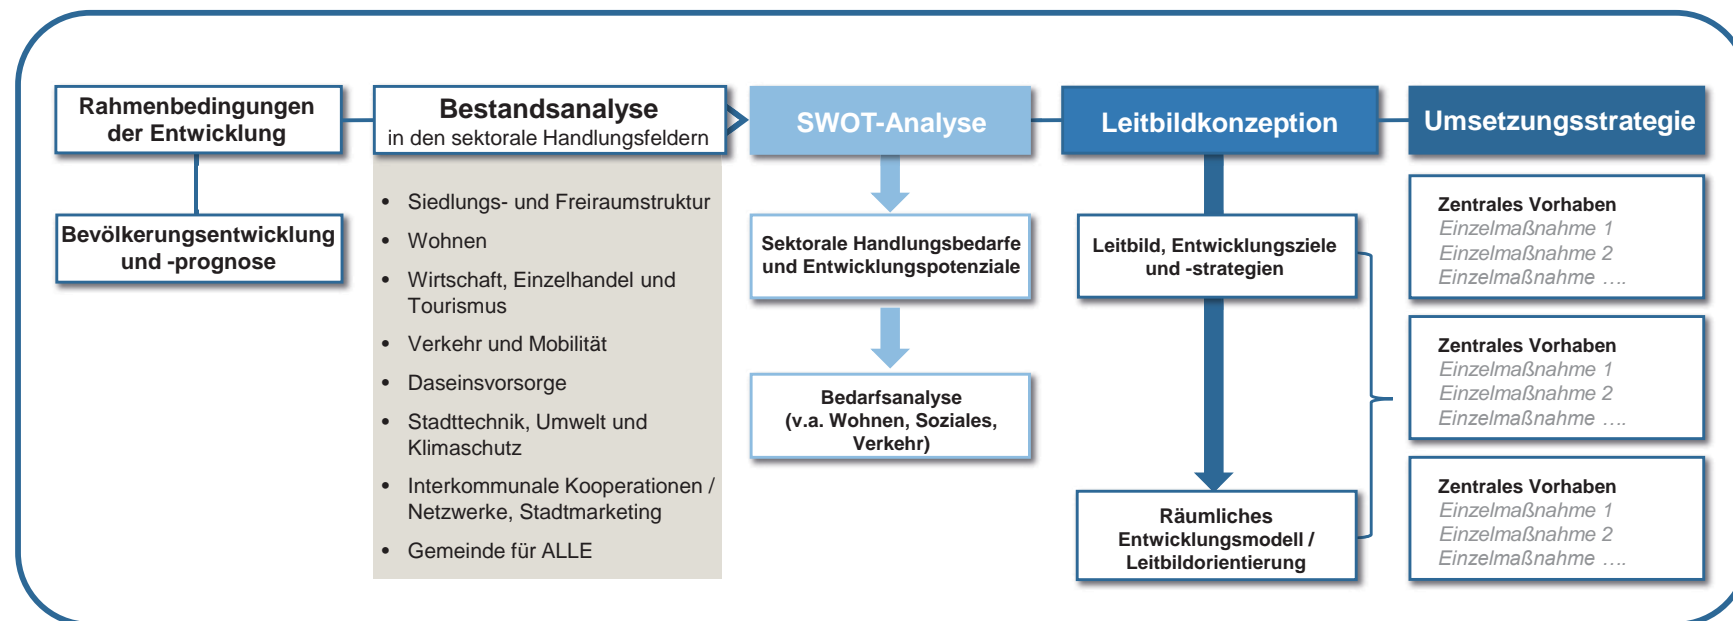 Rahmenbedingungen
der Entwicklung
Bevölkerungsentwicklung
und -prognose
Bestandsanalyse
in den sektorale Handlungsfeldern
• Siedlungs- und Freiraumstruktur
• Wohnen
• Wirtschaft, Einzelhandel und
Tourismus
• Verkehr und Mobilität
• Daseinsvorsorge
• Stadttechnik, Umwelt und
Klimaschutz
• Interkommunale Kooperationen /
Netzwerke, Stadtmarketing
• Gemeinde für ALLE
SWOT-Analyse
Sektorale Handlungsbedarfe
und Entwicklungspotenziale
Bedarfsanalyse
(v.a. Wohnen, Soziales,
Verkehr)
Leitbildkonzeption
Leitbild, Entwicklungsziele
und -strategien
Räumliches
Entwicklungsmodell /
Leitbildorientierung
Umsetzungsstrategie
Zentrales Vorhaben
Einzelmaßnahme 1
Einzelmaßnahme 2
Einzelmaßnahme ….
Zentrales Vorhaben
Einzelmaßnahme 1
Einzelmaßnahme 2
Einzelmaßnahme ….
Zentrales Vorhaben
Einzelmaßnahme 1
Einzelmaßnahme 2
Einzelmaßnahme ….